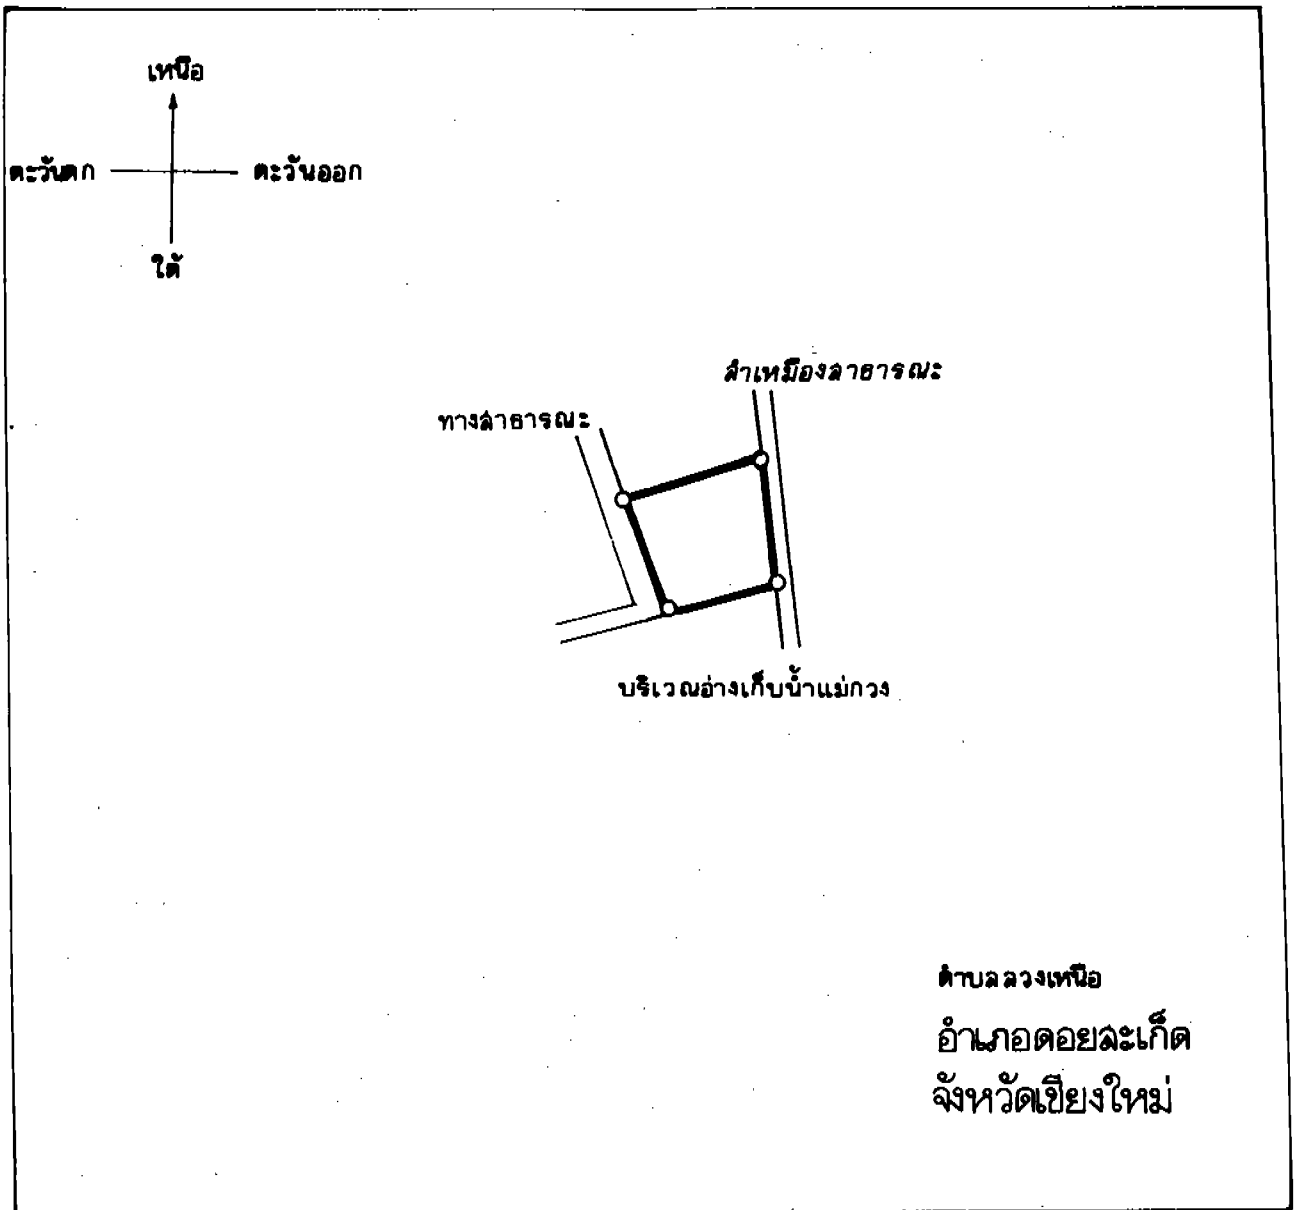 เหนือ
ตะวันตก
ตะวันออก
ใต้
ลำเหมืองสาธารณะ
ทางสาธารณะ
บริเวณอ่างเก็บน้ำแม่กวง
ตำบลลวงเหนือ
อำเภอดอยสะเก็ด
จังหวัดเชียงใหม่